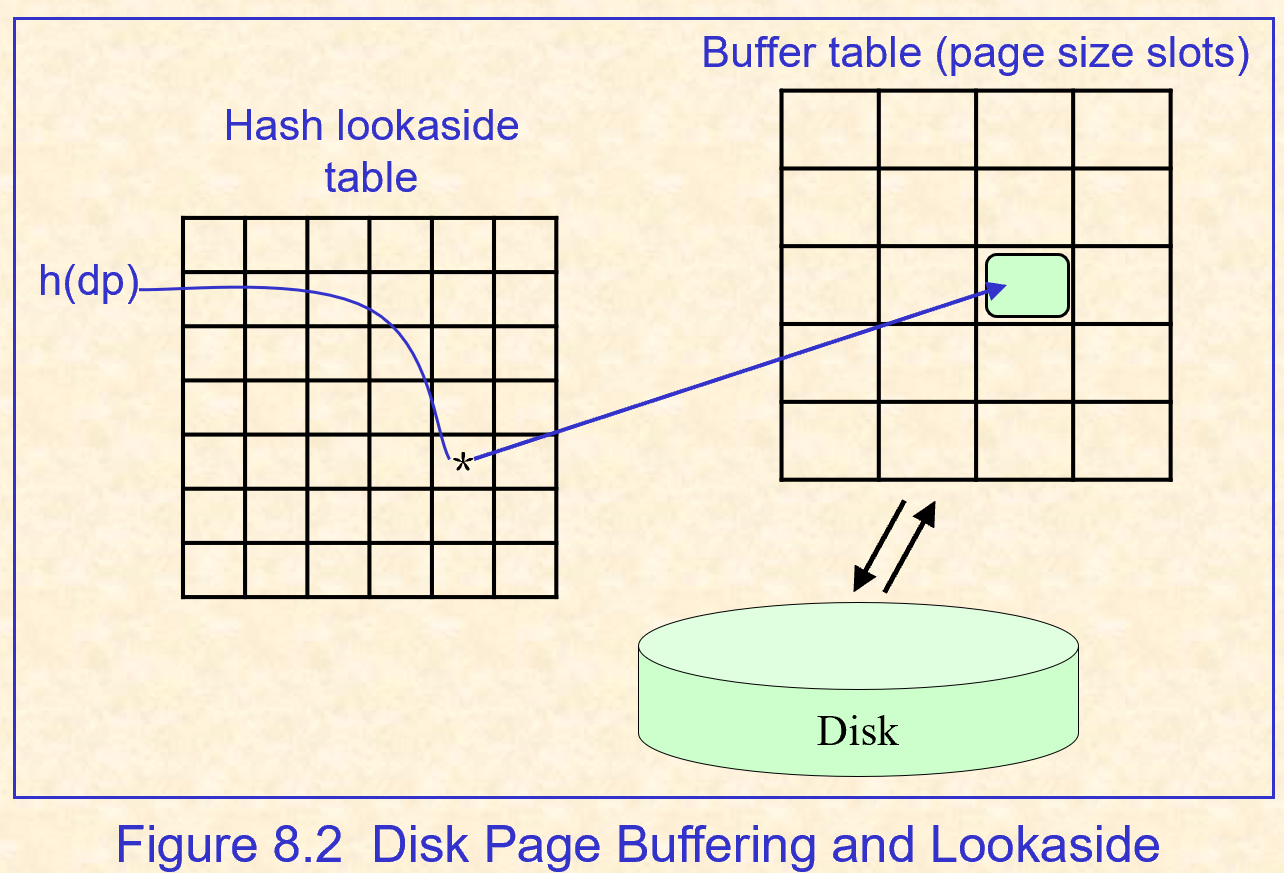 Buffer table (page size slots)
Hash lookaside
table
h(dp)
*
Disk
Figure 8.2 Disk Page Buffering and Lookaside